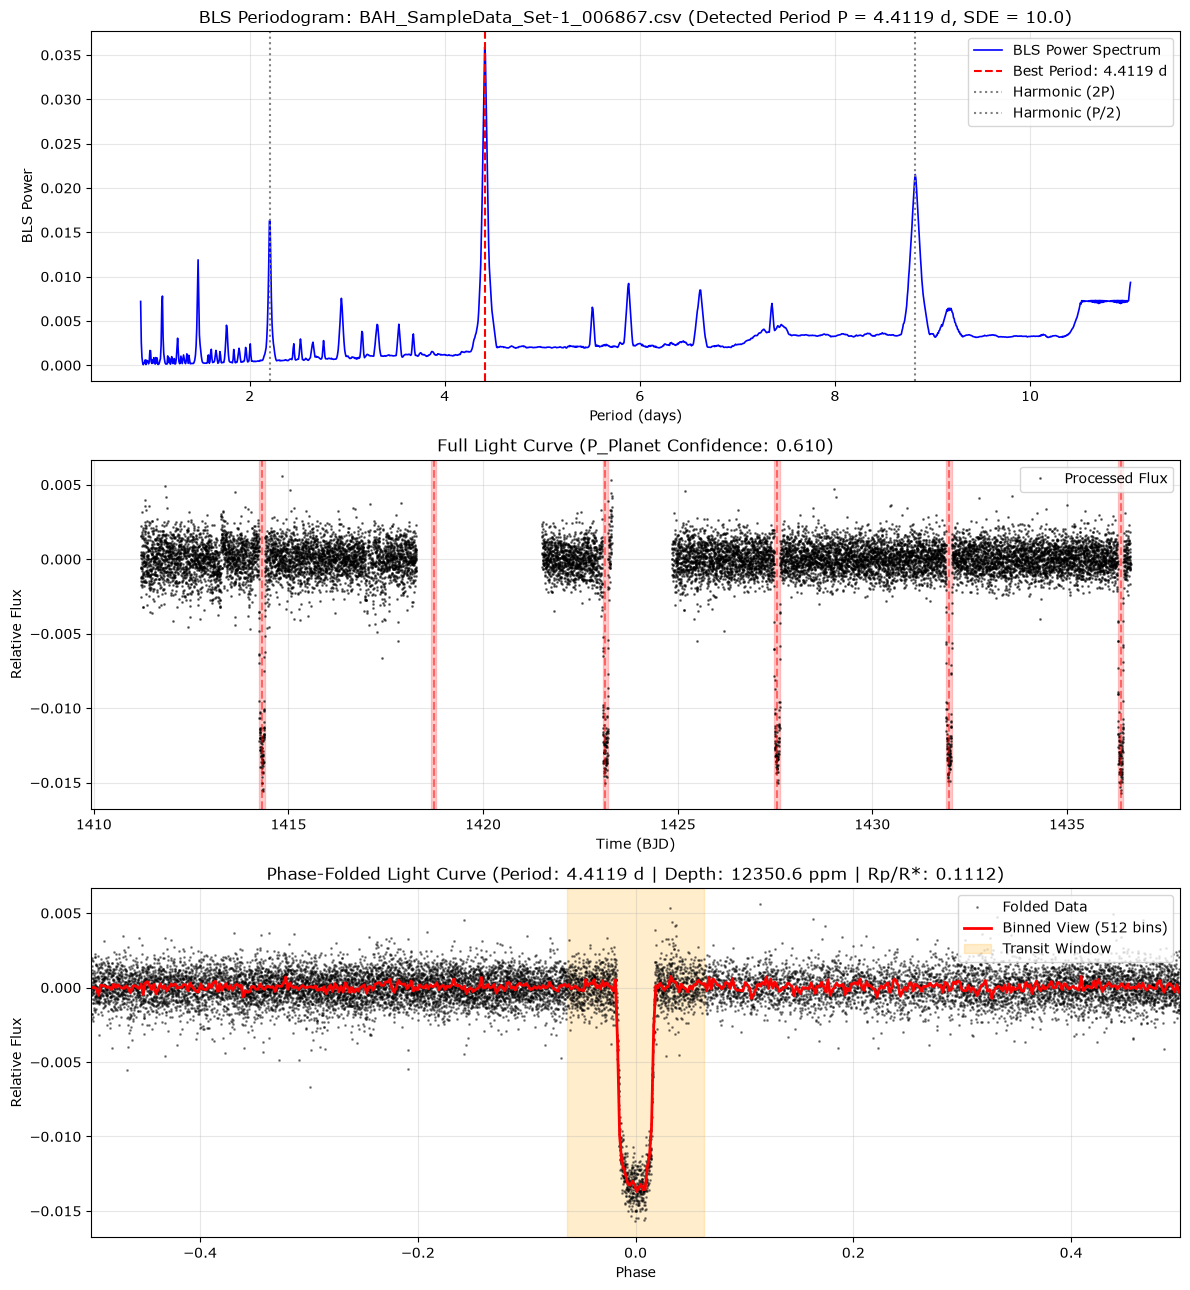 BLS Periodogram: BAH_SampleData_Set-1_006867.csv (Detected Period P = 4.4119 d, SDE = 10.0)
BLS Power Spectrum
Best Period: 4.4119 d
Harmonic (2P)
Harmonic (P/2)
BLS Power
0.035
0.030
0.025
0.020
0.015
0.010
0.005
0.000
2 4 6 8 10
Period (days)
Full Light Curve (P_Planet Confidence: 0.610)
Processed Flux
Relative Flux
0.005
0.000
−0.005
−0.010
−0.015
1410 1415 1420 1425 1430 1435
Time (BJD)
Phase-Folded Light Curve (Period: 4.4119 d | Depth: 12350.6 ppm | Rp/R*: 0.1112)
Folded Data
Binned View (512 bins)
Transit Window
Relative Flux
0.005
0.000
−0.005
−0.010
−0.015
−0.4 −0.2 0.0 0.2 0.4
Phase